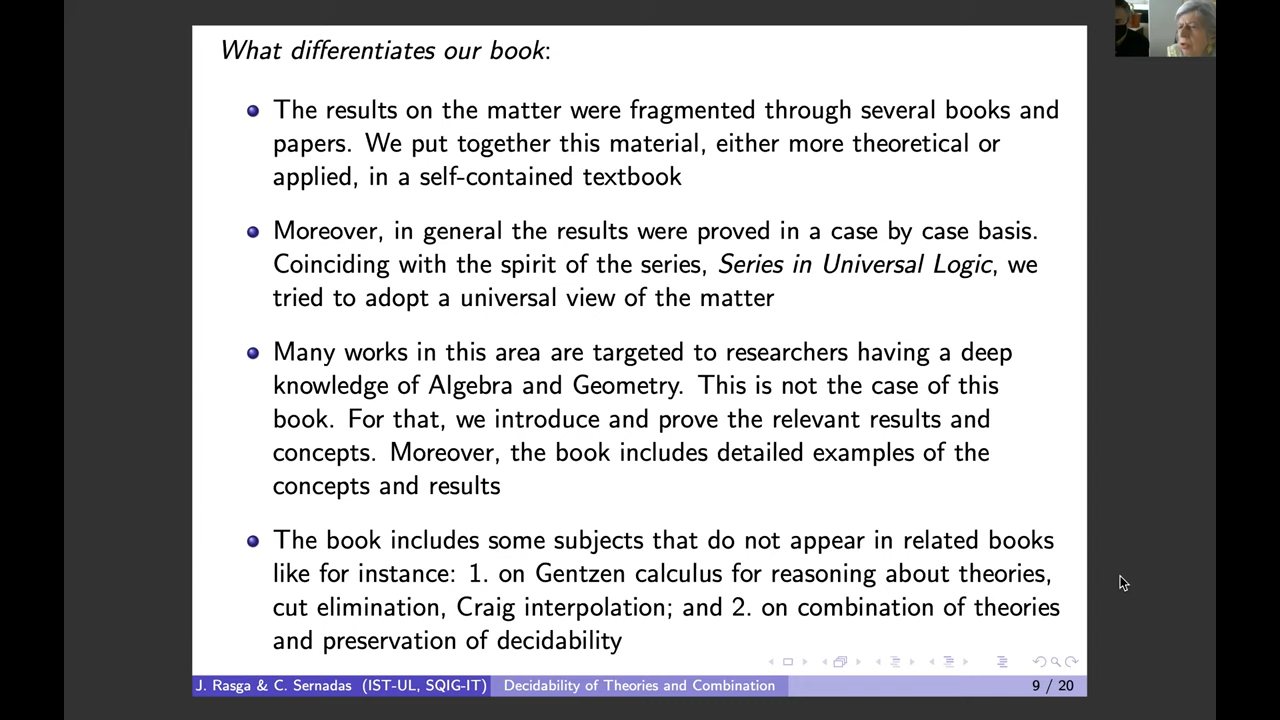 What differentiates our book:
The results on the matter were fragmented through several books and
papers. We put together this material, either more theoretical or
applied, in a self-contained textbook
Moreover, in general the results were proved in a case by case basis.
Coinciding with the spirit of the series, Series in Universal Logic, we
tried to adopt a universal view of the matter
Many works in this area are targeted to researchers having a deep
knowledge of Algebra and Geometry. This is not the case of this
book. For that, we introduce and prove the relevant results and
concepts. Moreover, the book includes detailed examples of the
concepts and results
The book includes some subjects that do not appear in related books
like for instance: 1. on Gentzen calculus for reasoning about theories,
cut elimination, Craig interpolation; and 2. on combination of theories
and preservation of decidability
J. Rasga & C. Sernadas (IST-UL, SQIG-IT) Decidability of Theories and Combination 9 / 20